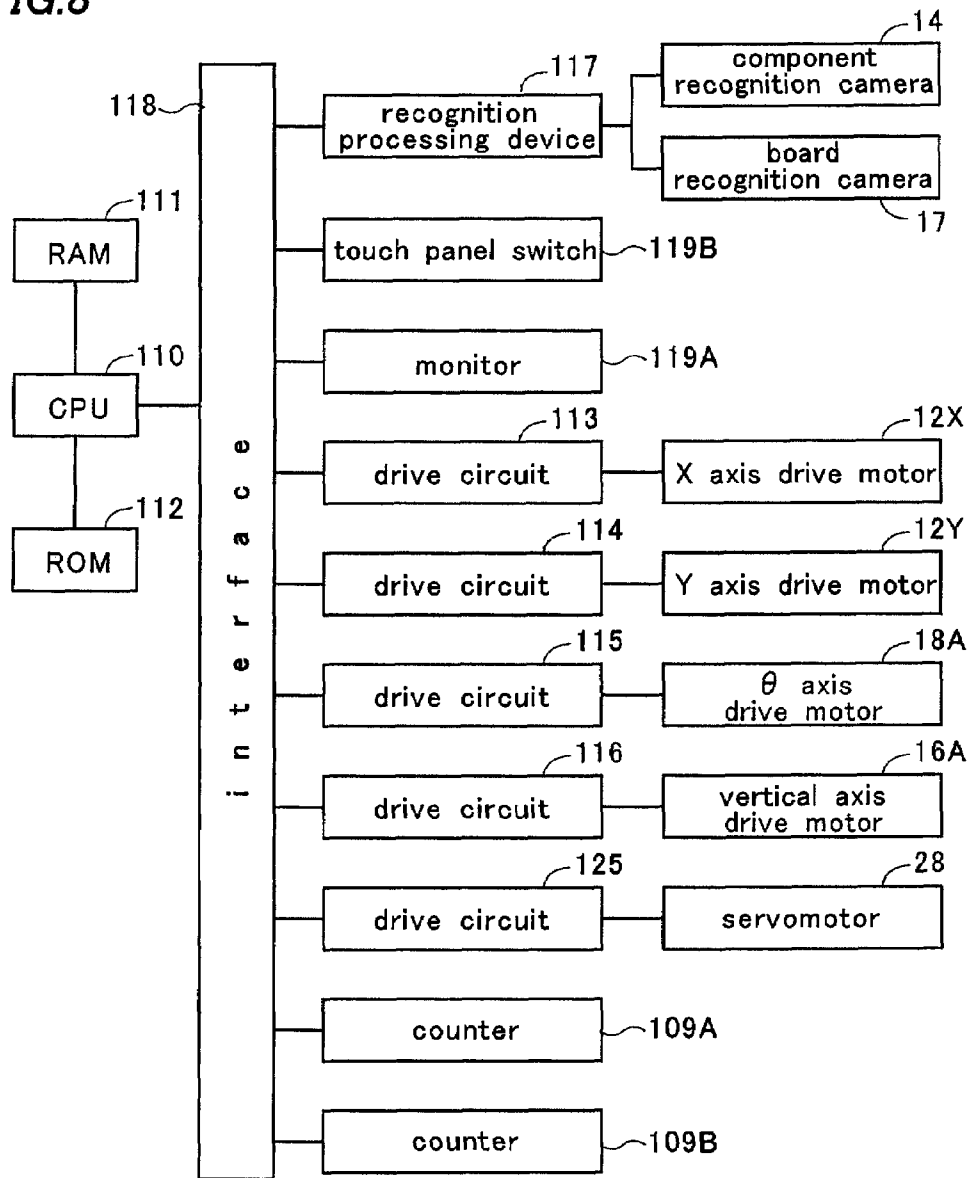 IG.8
118
interface
111
RAM
110
CPU
112
ROM
117
recognition
processing device
14
component
recognition camera
board
recognition camera
17
touch panel switch
119B
monitor
119A
113
drive circuit
12X
X axis drive motor
114
drive circuit
12Y
Y axis drive motor
115
drive circuit
18A
θ axis
drive motor
116
drive circuit
16A
vertical axis
drive motor
125
drive circuit
28
servomotor
counter
109A
counter
109B